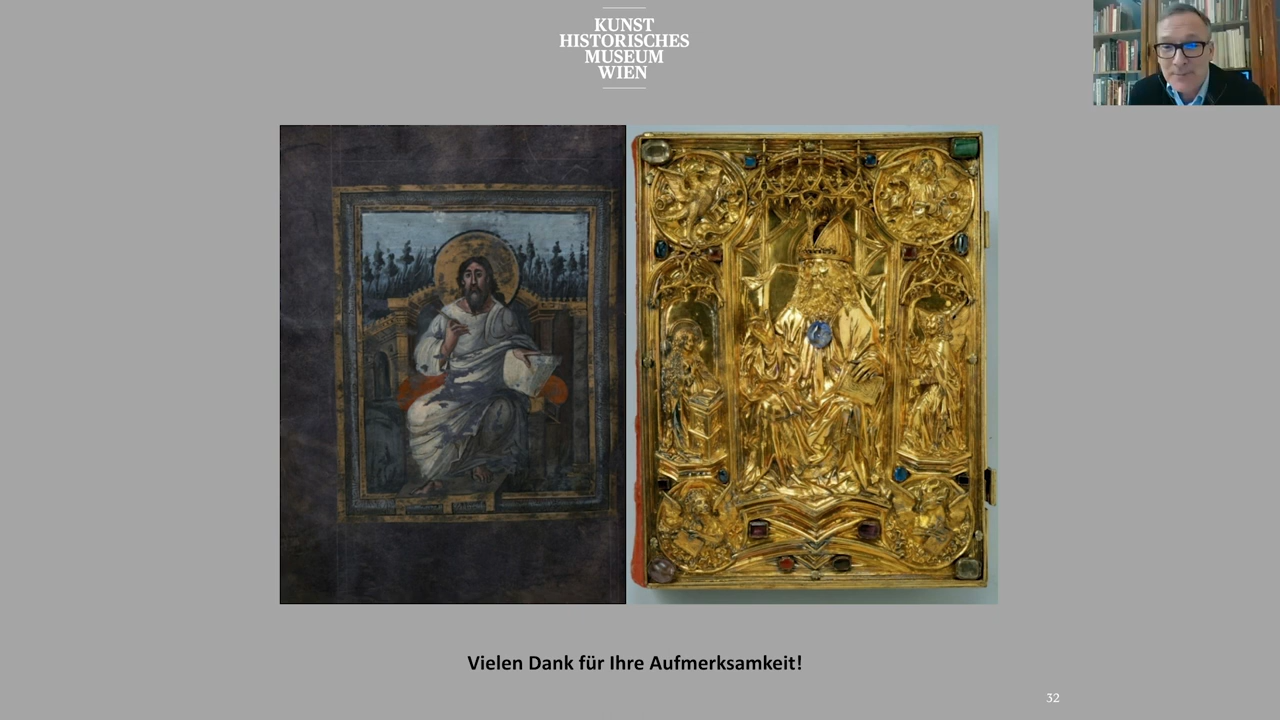 KUNST
HISTORISCHES
MUSEUM
WIEN
Vielen Dank für Ihre Aufmerksamkeit!
32